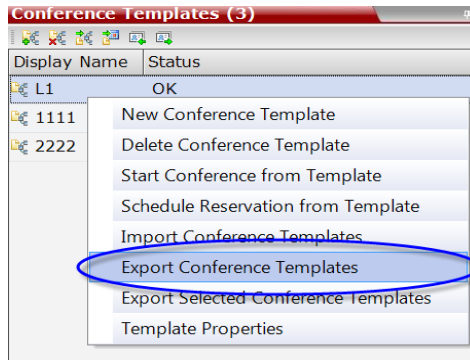 Conference Templates (3)
Display Name Status
L1 OK
1111
2222
New Conference Template
Delete Conference Template
Start Conference from Template
Schedule Reservation from Template
Import Conference Templates
Export Conference Templates
Export Selected Conference Templates
Template Properties